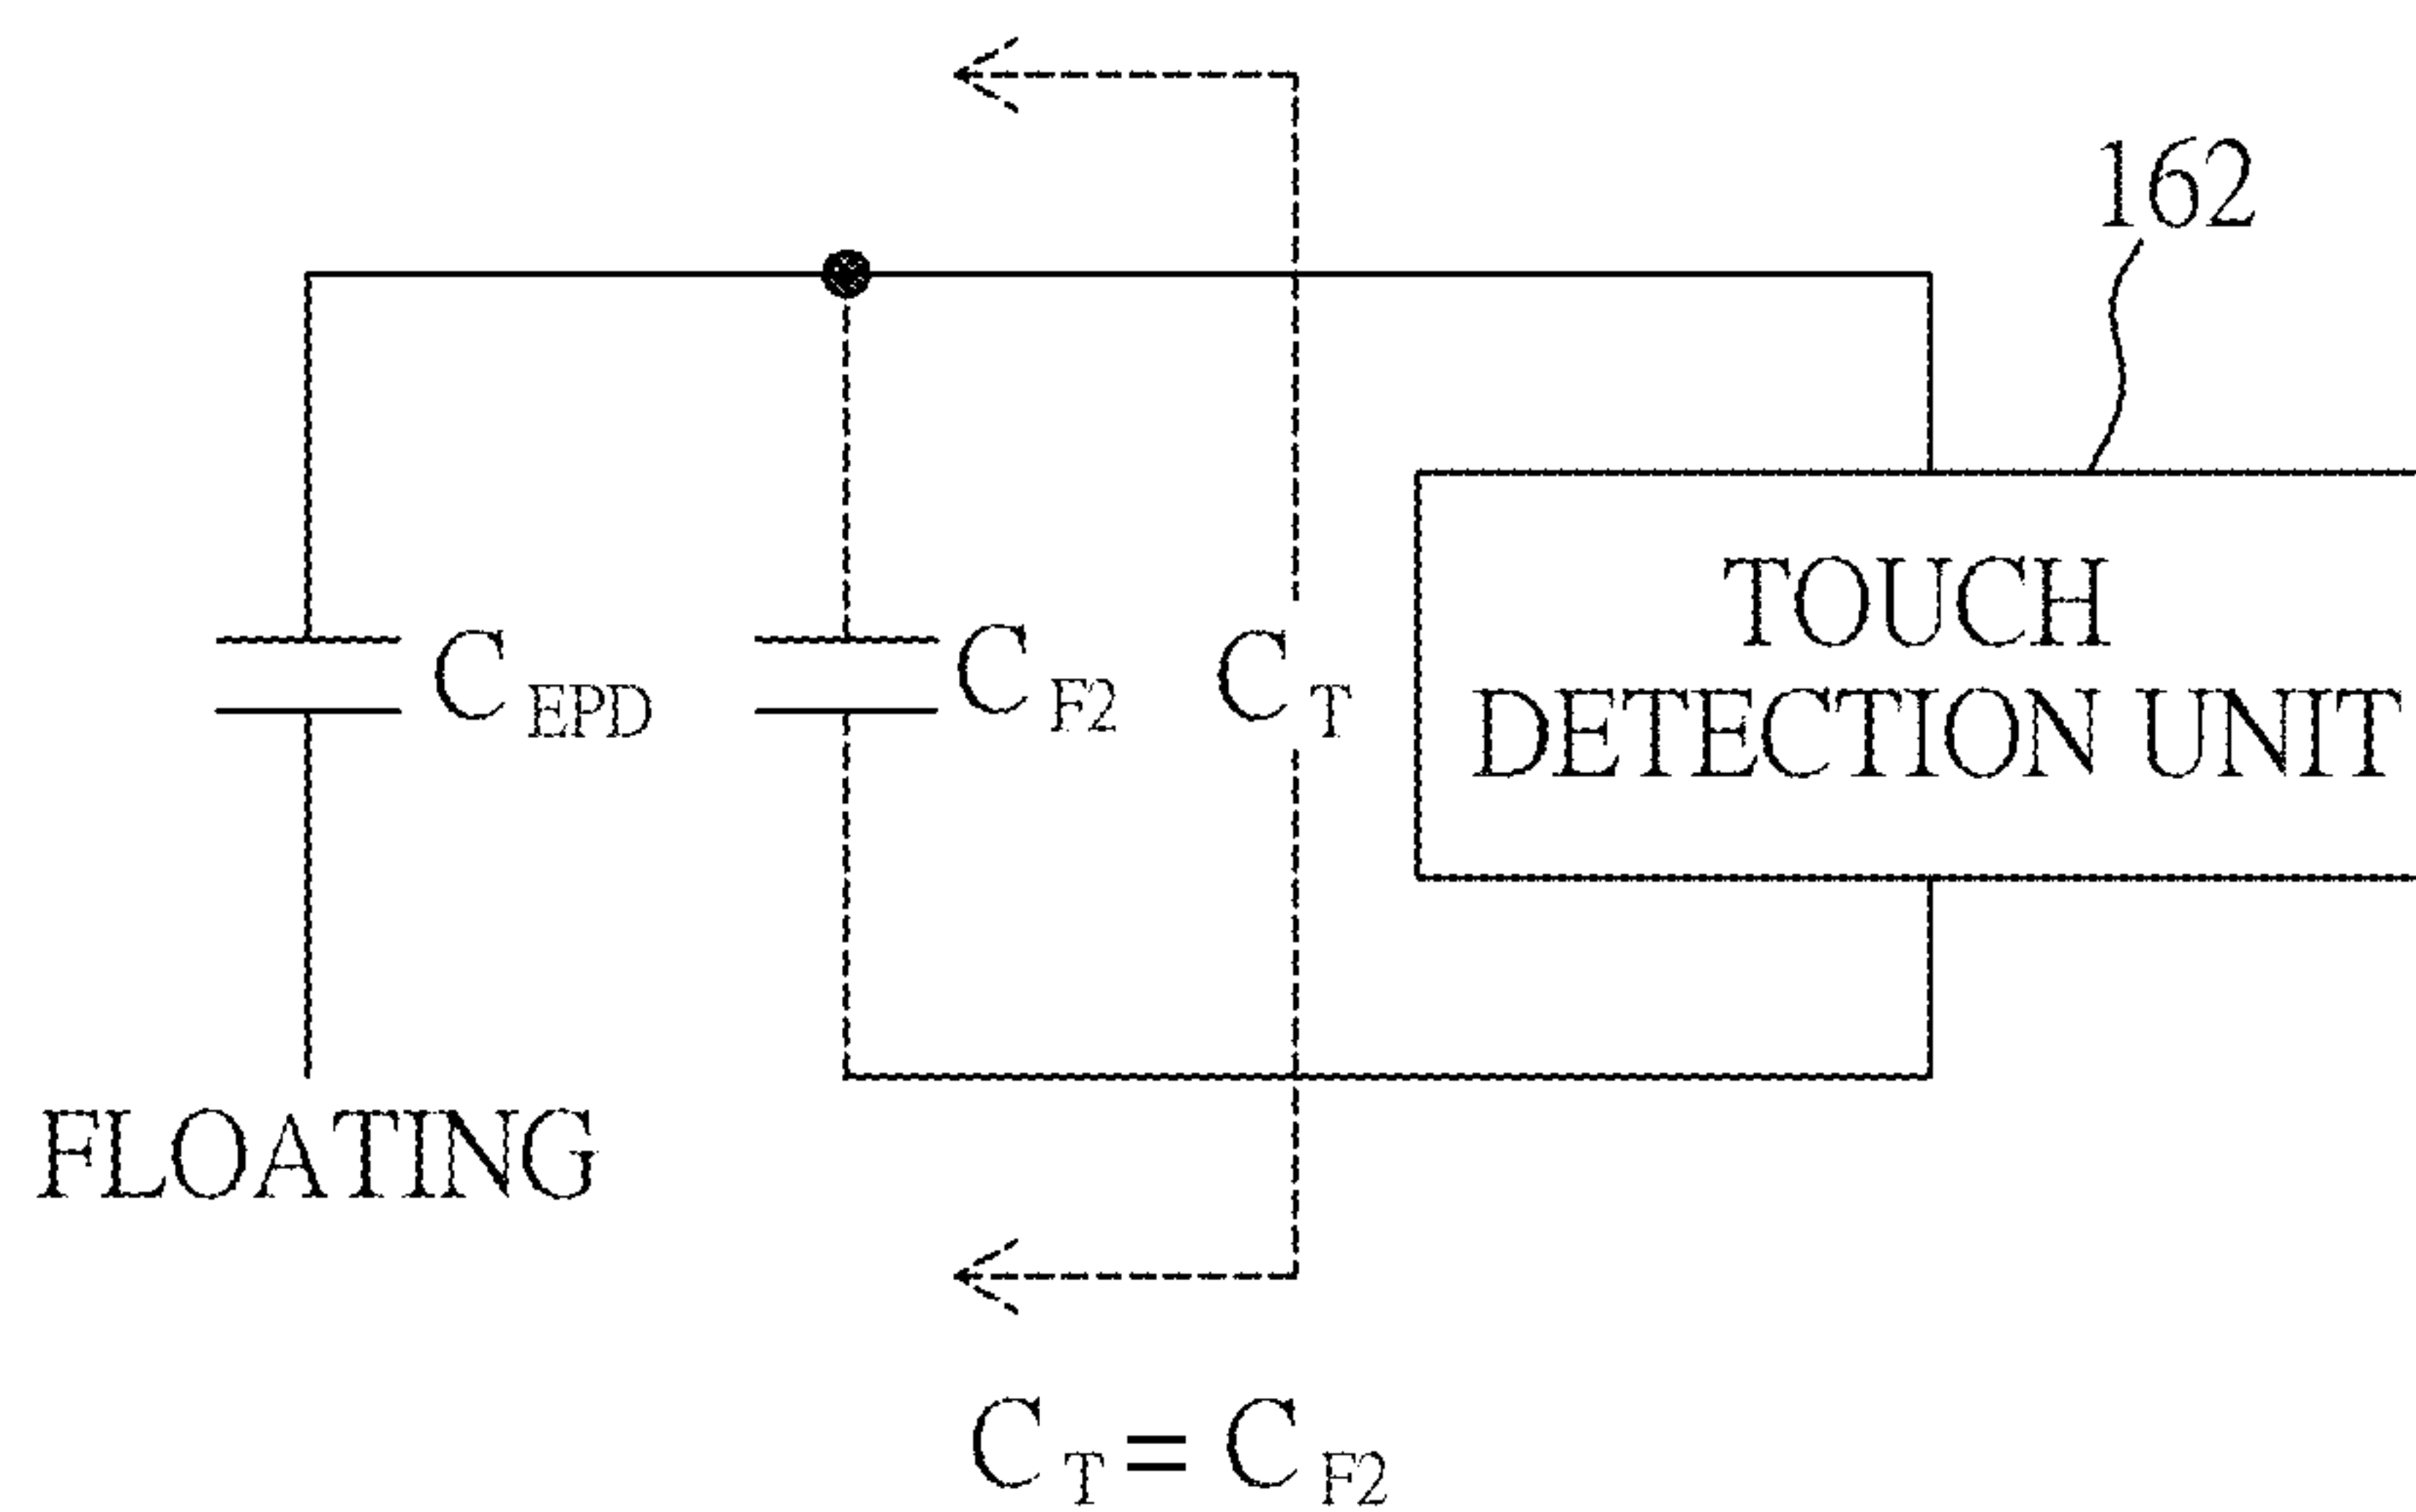 162
TOUCH
DETECTION UNIT
C EPD
C F2
C T
FLOATING
C T = C F2